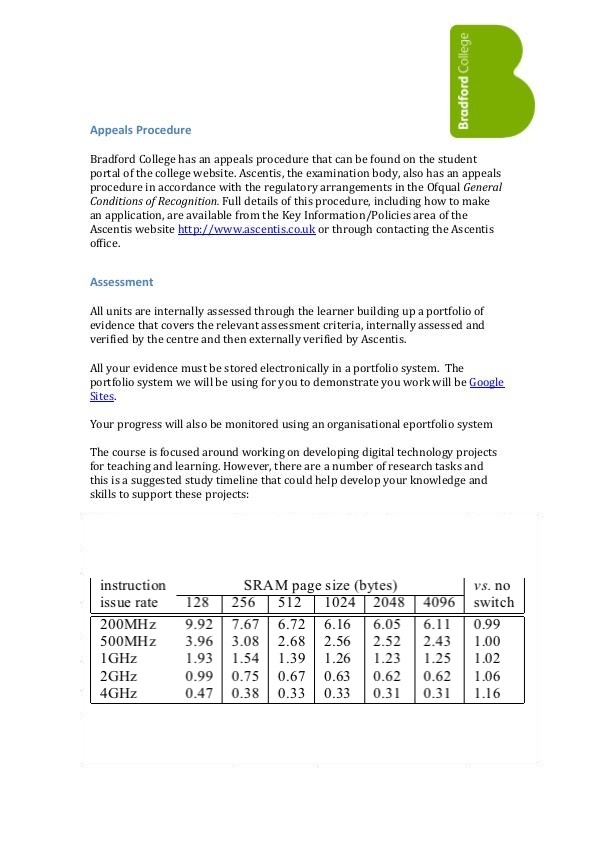 Bradford College
Appeals Procedure
Bradford College has an appeals procedure that can be found on the student
portal of the college website. Ascentis, the examination body, also has an appeals
procedure in accordance with the regulatory arrangements in the Ofqual General
Conditions of Recognition. Full details of this procedure, including how to make
an application, are available from the Key Information/Policies area of the
Ascentis website http://www.ascentis.co.uk or through contacting the Ascentis
office.
Assessment
All units are internally assessed through the learner building up a portfolio of
evidence that covers the relevant assessment criteria, internally assessed and
verified by the centre and then externally verified by Ascentis.
All your evidence must be stored electronically in a portfolio system. The
portfolio system we will be using for you to demonstrate you work will be Google
Sites.
Your progress will also be monitored using an organisational eportfolio system
The course is focused around working on developing digital technology projects
for teaching and learning. However, there are a number of research tasks and
this is a suggested study timeline that could help develop your knowledge and
skills to support these projects:
instruction SRAM page size (bytes) vs. no
issue rate 128 256 512 1024 2048 4096 switch
200MHz 9.92 7.67 6.72 6.16 6.05 6.11 0.99
500MHz 3.96 3.08 2.68 2.56 2.52 2.43 1.00
1GHz 1.93 1.54 1.39 1.26 1.23 1.25 1.02
2GHz 0.99 0.75 0.67 0.63 0.62 0.62 1.06
4GHz 0.47 0.38 0.33 0.33 0.31 0.31 1.16